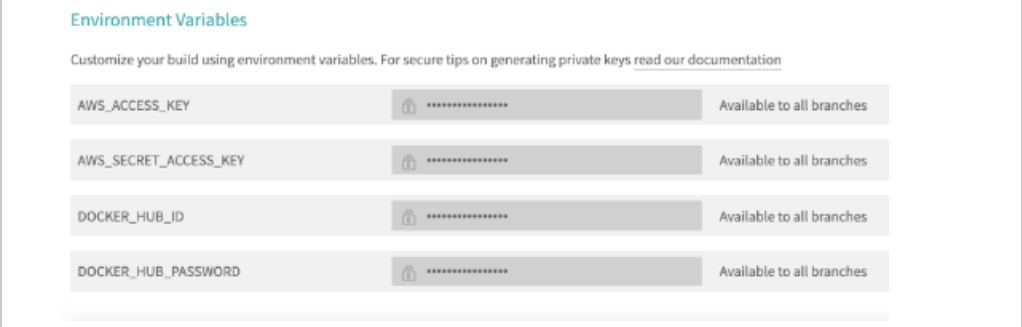 Environment Variables
Customize your build using environment variables. For secure tips on generating private keys read our documentation
AWS_ACCESS_KEY •••••••••••••••• Available to all branches
AWS_SECRET_ACCESS_KEY •••••••••••••••• Available to all branches
DOCKER_HUB_ID •••••••••••••••• Available to all branches
DOCKER_HUB_PASSWORD •••••••••••••••• Available to all branches